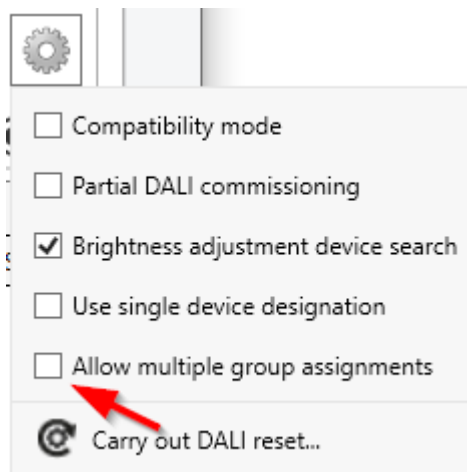 Compatibility mode
Partial DALI commissioning
Brightness adjustment device search
Use single device designation
Allow multiple group assignments
Carry out DALI reset...